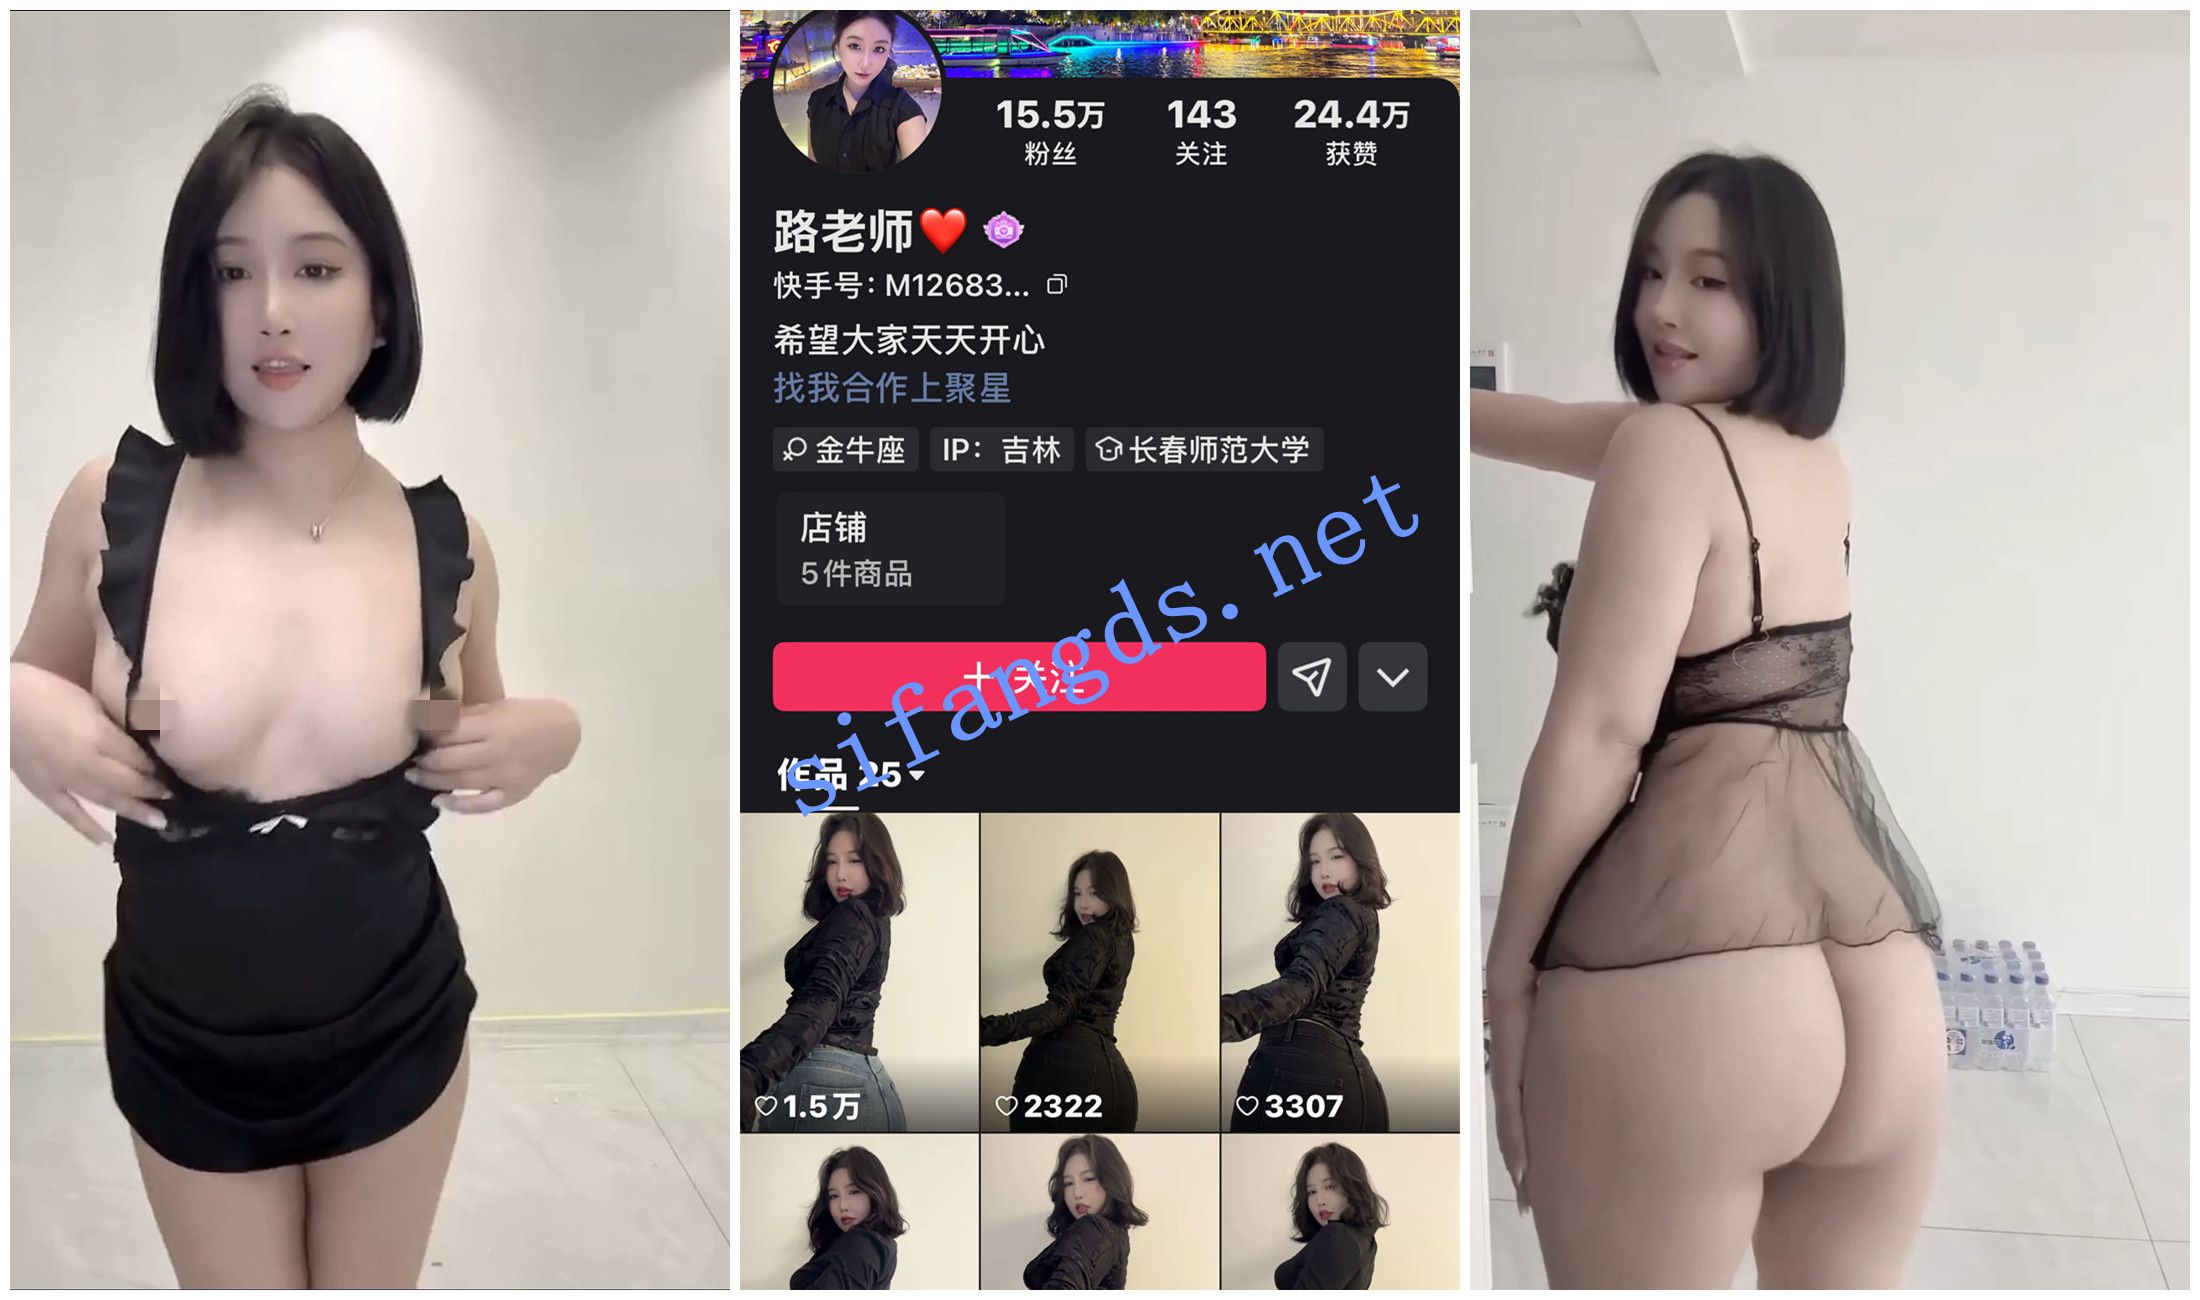 15.5万
143
24.4万
粉丝
关注
获赞
路老师❤️
快手号: M12683...
希望大家天天开心
找我合作上聚星
金牛座
IP: 吉林
长春师范大学
店铺
5件商品
+ 关注
sifangds.net
作品 25
1.5万
2322
3307